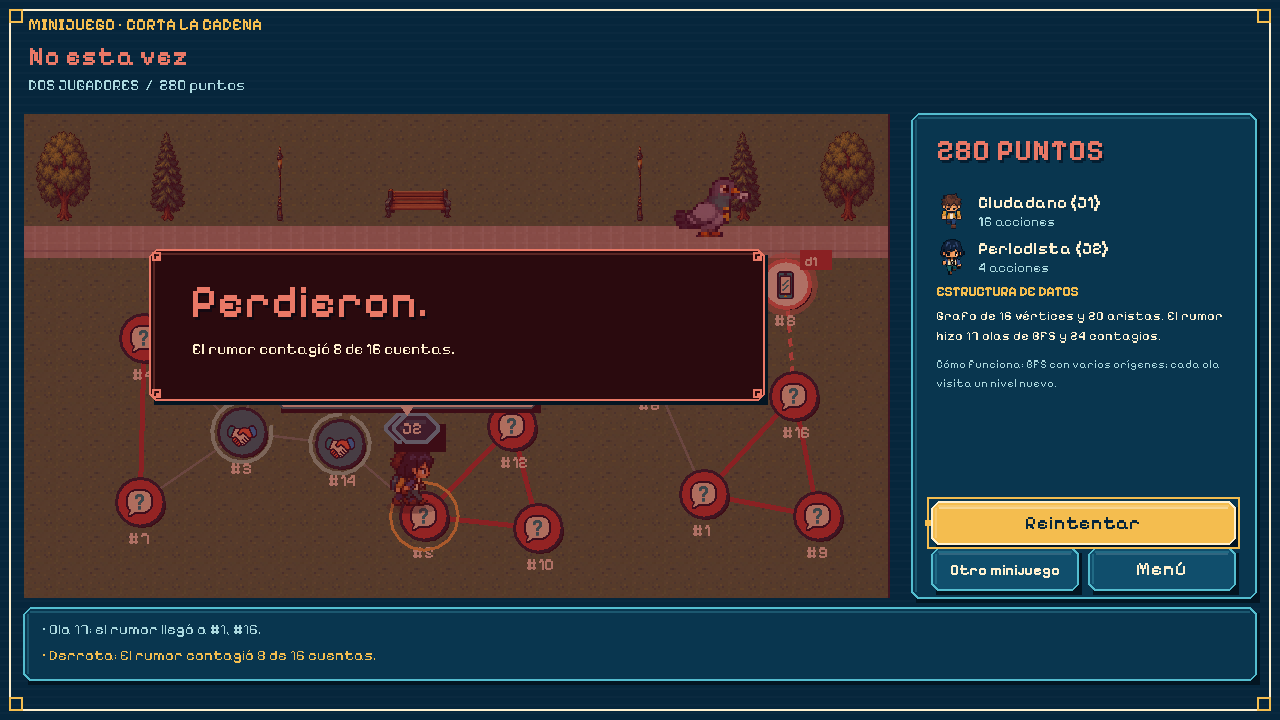 MINIJUEGO · CORTA LA CADENA
No esta vez
DOS JUGADORES / 280 puntos
280 PUNTOS
Ciudadano (J1)
16 acciones
Periodista (J2)
4 acciones
ESTRUCTURA DE DATOS
Grafo de 16 vértices y 20 aristas. El rumor
hizo 17 olas de BFS y 24 contagios.
Cómo funciona: BFS con varios orígenes; cada ola
visita un nivel nuevo.
d1
Perdieron.
El rumor contagió 8 de 16 cuentas.
J2
#3
#14
#12
#16
#7
#10
#1
#9
Reintentar
Otro minijuego
Menú
· Ola 17: el rumor llegó a #1, #16.
· Derrota: El rumor contagió 8 de 16 cuentas.